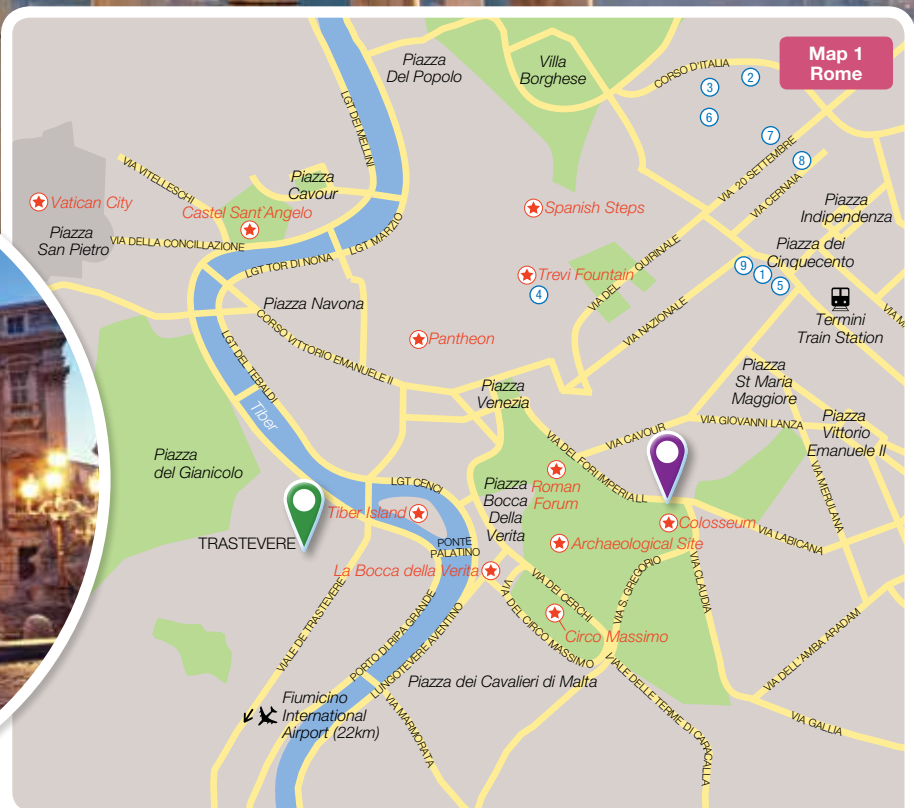 Map 1
Rome
Piazza
Del Popolo
Villa
Borghese
CORSO D'ITALIA
2
3
6
7
8
LGT DEI MELLINI
VIA VITELLESCHI
Piazza
Cavour
VIA 20 SETTEMBRE
VIA CERNAIA
Vatican City
Castel Sant`Angelo
Spanish Steps
Piazza
Indipendenza
Piazza
San Pietro
VIA DELLA CONCILLAZIONE
LGT MARZIO
LGT TOR DI NONA
VIA DEL QUIRINALE
Piazza dei
Cinquecento
9
1
5
Trevi Fountain
4
Piazza Navona
VIA NAZIONALE
Termini
Train Station
CORSO VITTORIO EMANUELE II
Pantheon
LGT DEL TEBALDI
Tiber
Piazza
Venezia
Piazza
St Maria
Maggiore
VIA GIOVANNI LANZA
VIA CAVOUR
Piazza
Vittorio
Emanuele II
VIA DEL FORI IMPERIALL
VIA MERULANA
Piazza
del Gianicolo
LGT CENCI
Piazza
Bocca
Della
Verita
Roman
Forum
Tiber Island
Colosseum
VIA LABICANA
TRASTEVERE
PONTE
PALATINO
Archaeological Site
La Bocca della Verita
VIA S. GREGORIO
VIA CLAUDIA
VIA DEI CERCHI
VIA DEL CIRCO MASSIMO
Circo Massimo
VIALE DE TRASTEVERE
PORTO DI RIPA GRANDE
LUNGOTEVERE AVENTINO
VIA DELL'AMBA ARADAM
Piazza dei Cavalieri di Malta
VIALE DELLE TERME DI CARACALLA
VIA GALLIA
VIA MARMORATA
Fiumicino
International
Airport (22km)